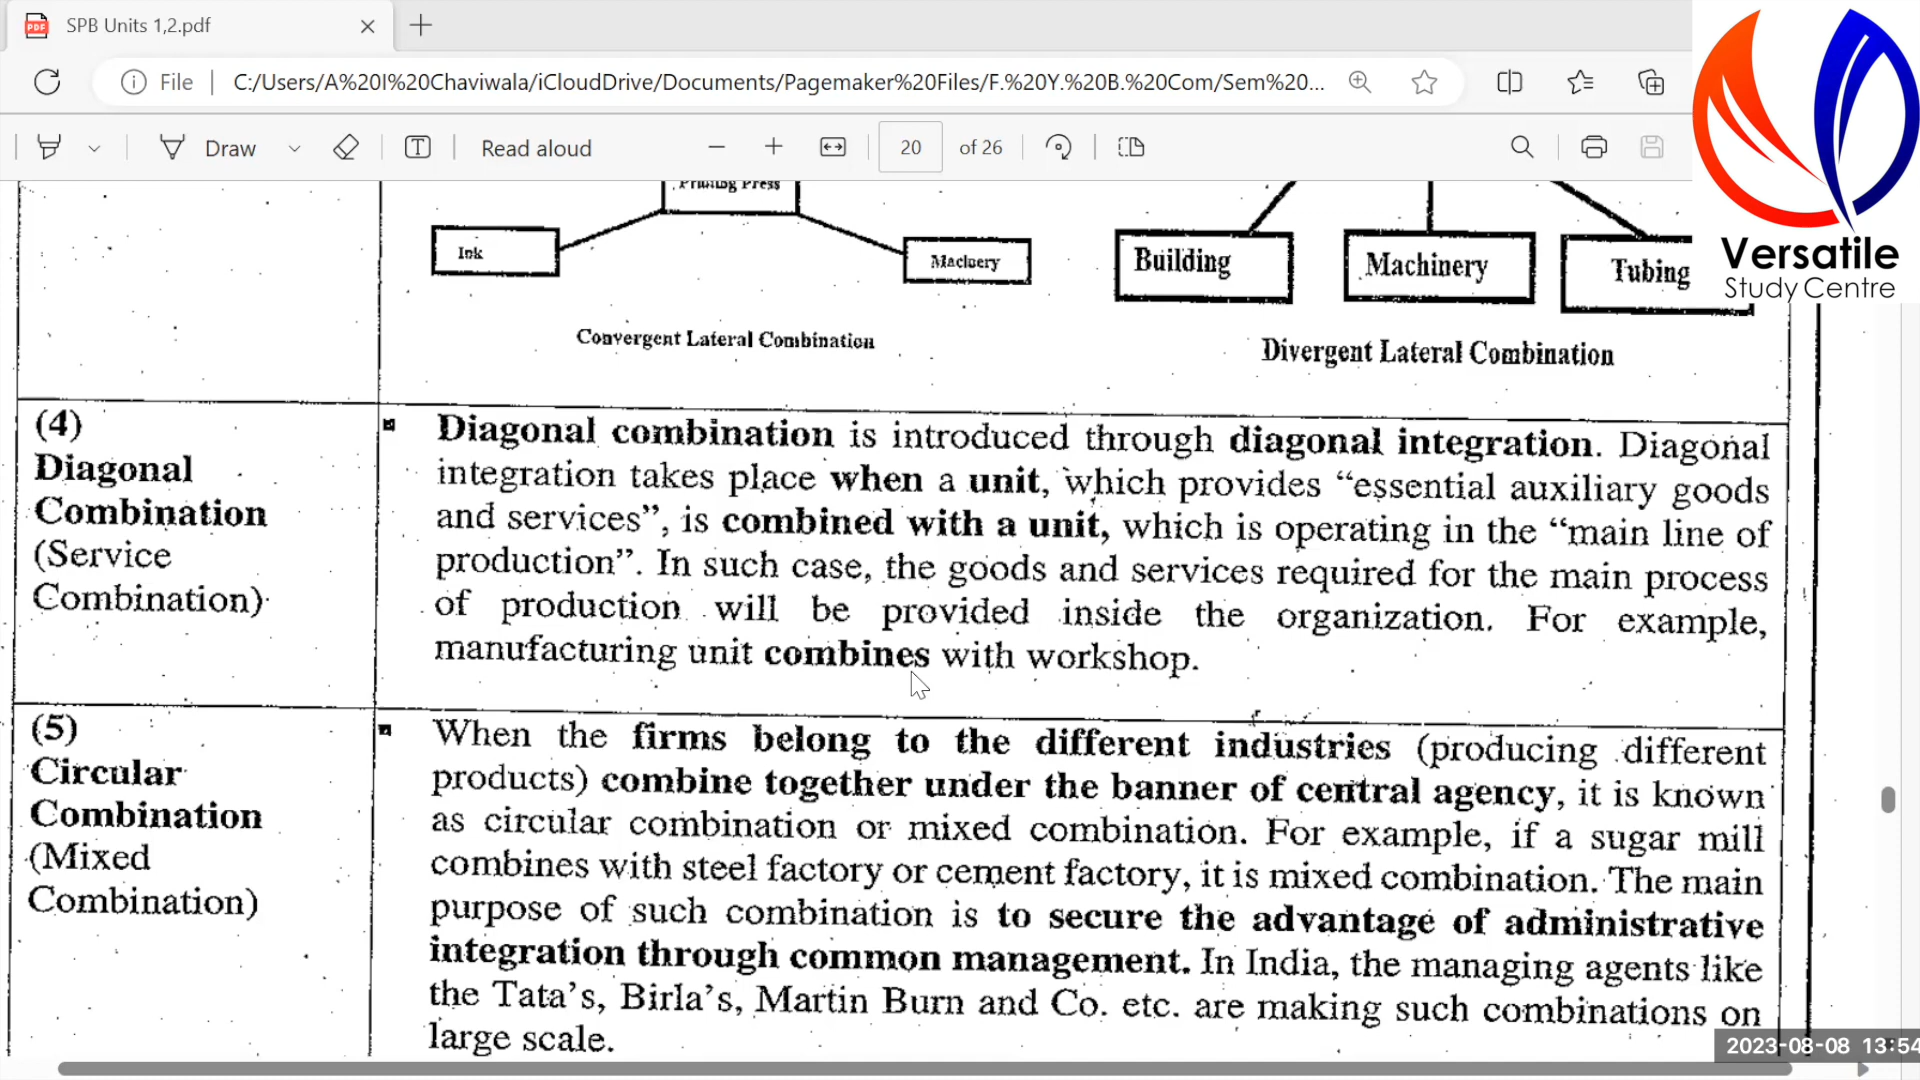 SPB Units 1,2.pdf
File
C:/Users/A%20I%20Chaviwala/iCloudDrive/Documents/Pagemaker%20Files/F.%20Y.%20B.%20Com/Sem%20...
Draw
Read aloud
20 of 26
Versatile
Study Centre
Printing Press
Ink
Building
Machinery
Tubing
Convergent Lateral Combination
Divergent Lateral Combination
(4)
Diagonal
Combination
(Service
Combination)
Diagonal combination is introduced through diagonal integration. Diagonal
integration takes place when a unit, which provides “essential auxiliary goods
and services”, is combined with a unit, which is operating in the “main line of
production”. In such case, the goods and services required for the main process
of production will be provided inside the organization. For example,
manufacturing unit combines with workshop.
(5)
Circular
Combination
(Mixed
Combination)
When the firms belong to the different industries (producing different
products) combine together under the banner of central agency, it is known
as circular combination or mixed combination. For example, if a sugar mill
combines with steel factory or cement factory, it is mixed combination. The main
purpose of such combination is to secure the advantage of administrative
integration through common management. In India, the managing agents like
the Tata’s, Birla’s, Martin Burn and Co. etc. are making such combinations on
large scale.
2023-08-08 13:54